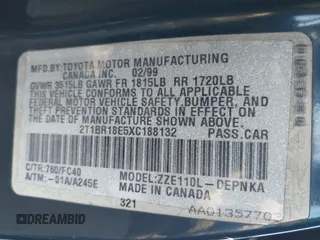 MFD.BY:TOYOTA MOTOR MANUFACTURING
CANADA INC. 02/99
GVWR 3515LB GAWR FR 1815LB RR 1720LB
THIS VEHICLE CONFORMS TO ALL
APPLICABLE FEDERAL MOTOR
VEHICLE SAFETY,BUMPER, AND
THEFT PREVENTION STANDARDS IN
EFFECT ON THE DATE OF
MANUFACTURE SHOWN ABOVE.
2T1BR18E5XC188132 PASS.CAR
C/TR:760/FC40 MODEL:ZZE110L-DEPNKA
A/TM:-01A/A245E MADE IN CANADA
321 AA0135770
AUTOBIDMASTER